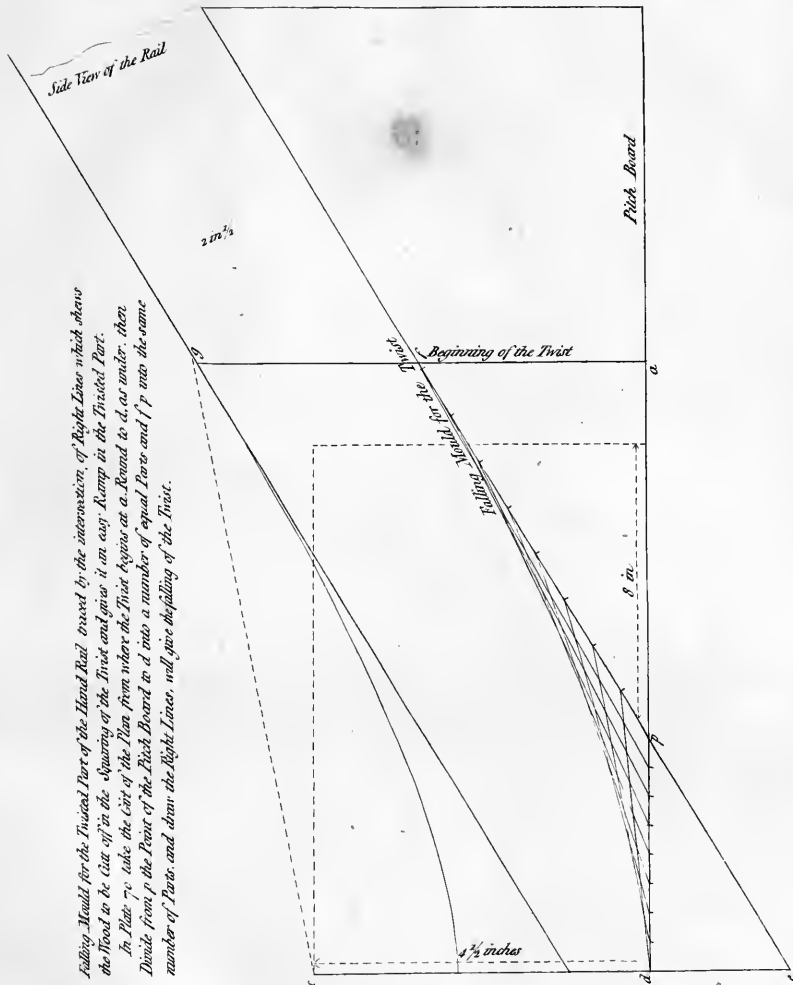 Falling Mould for the Twisted Part of the Hand Rail traced by the intersection of Right Lines which shews
the Wood to be Cut off in the Squaring of the Twist and gives it an easy Ramp in the Twisted Part.
In Plate 70 take the Girt of the Plan from where the Twist begins at a Round to d, as under, then
Divide from p the Point of the Pitch Board to d into a number of equal Parts and f p into the same
number of Parts, and draw the Right Lines, will give the falling of the Twist.
Side View of the Rail
2 in ½
Pitch Board
g
f
Beginning of the Twist
a
Falling Mould for the Twist
8 in
p
4 ½ inches
d